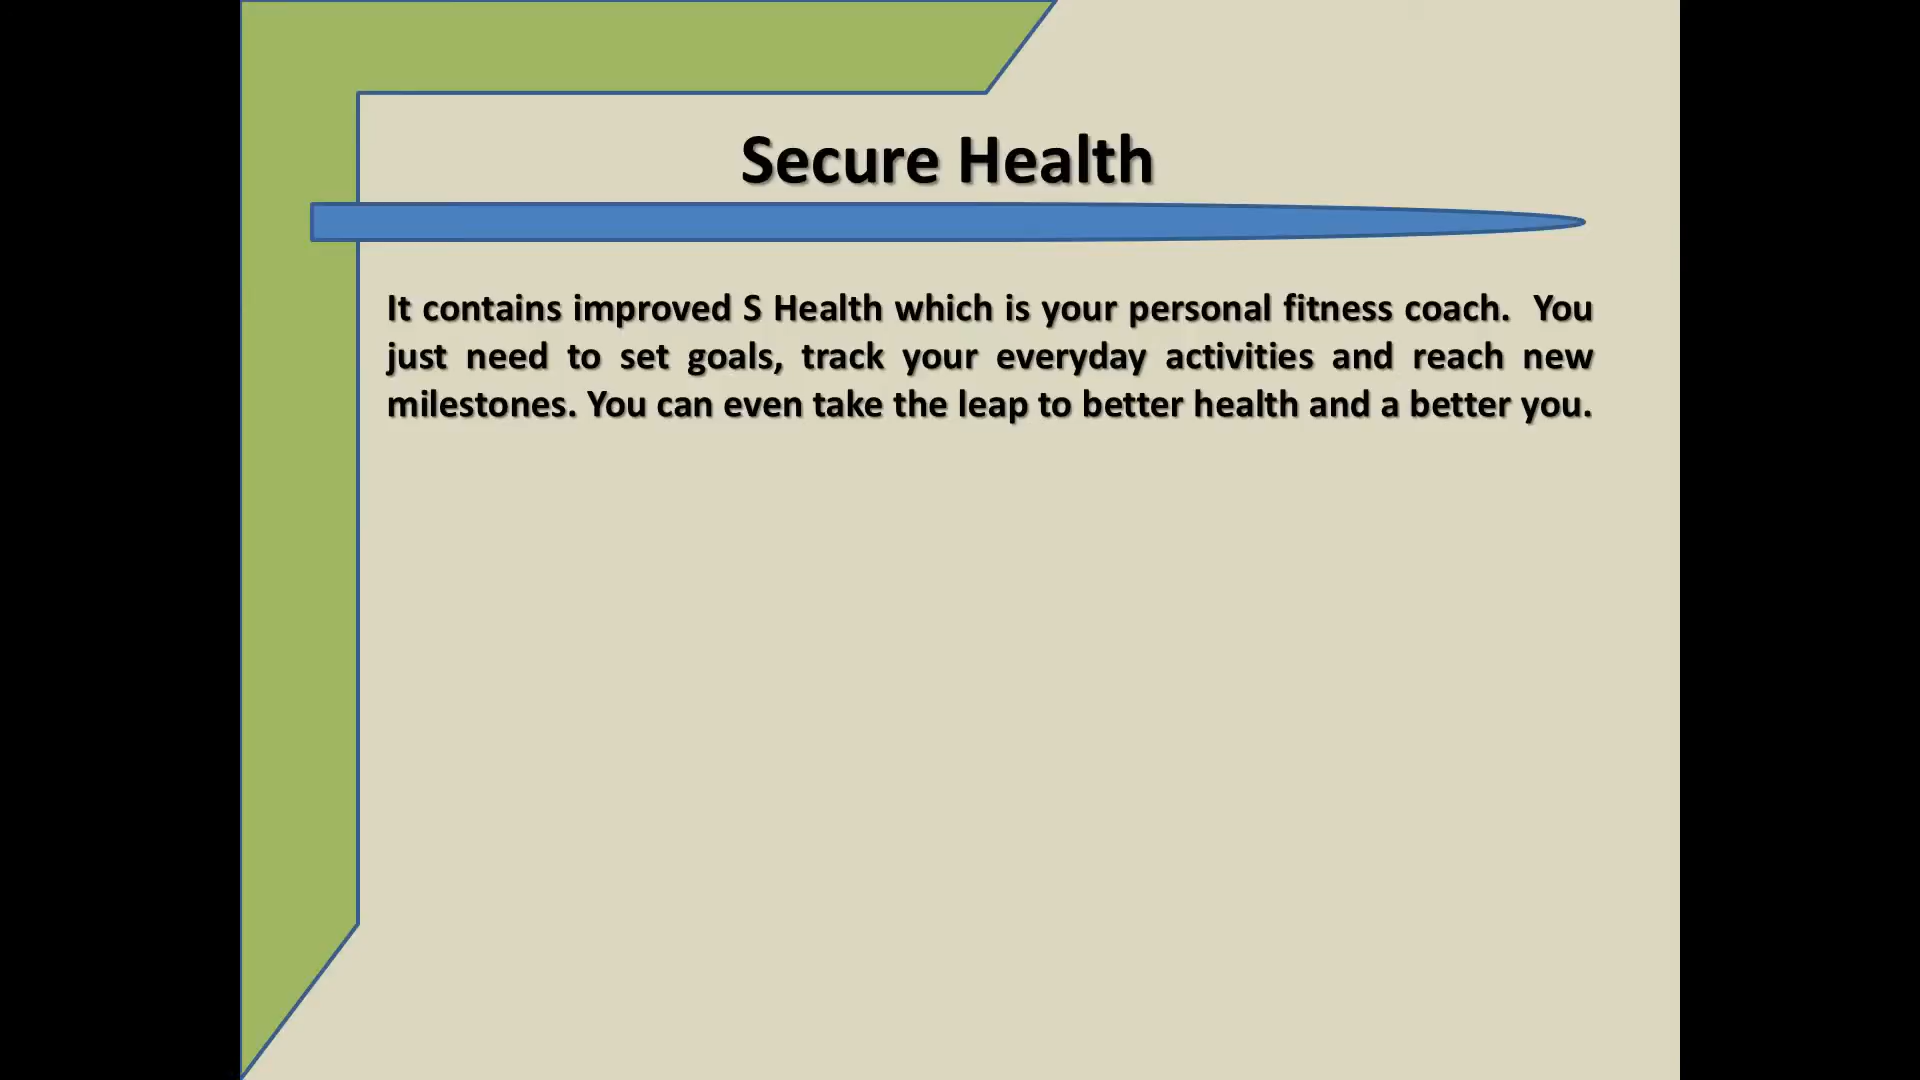 Secure Health
It contains improved S Health which is your personal fitness coach.  You
just need to set goals, track your everyday activities and reach new
milestones. You can even take the leap to better health and a better you.